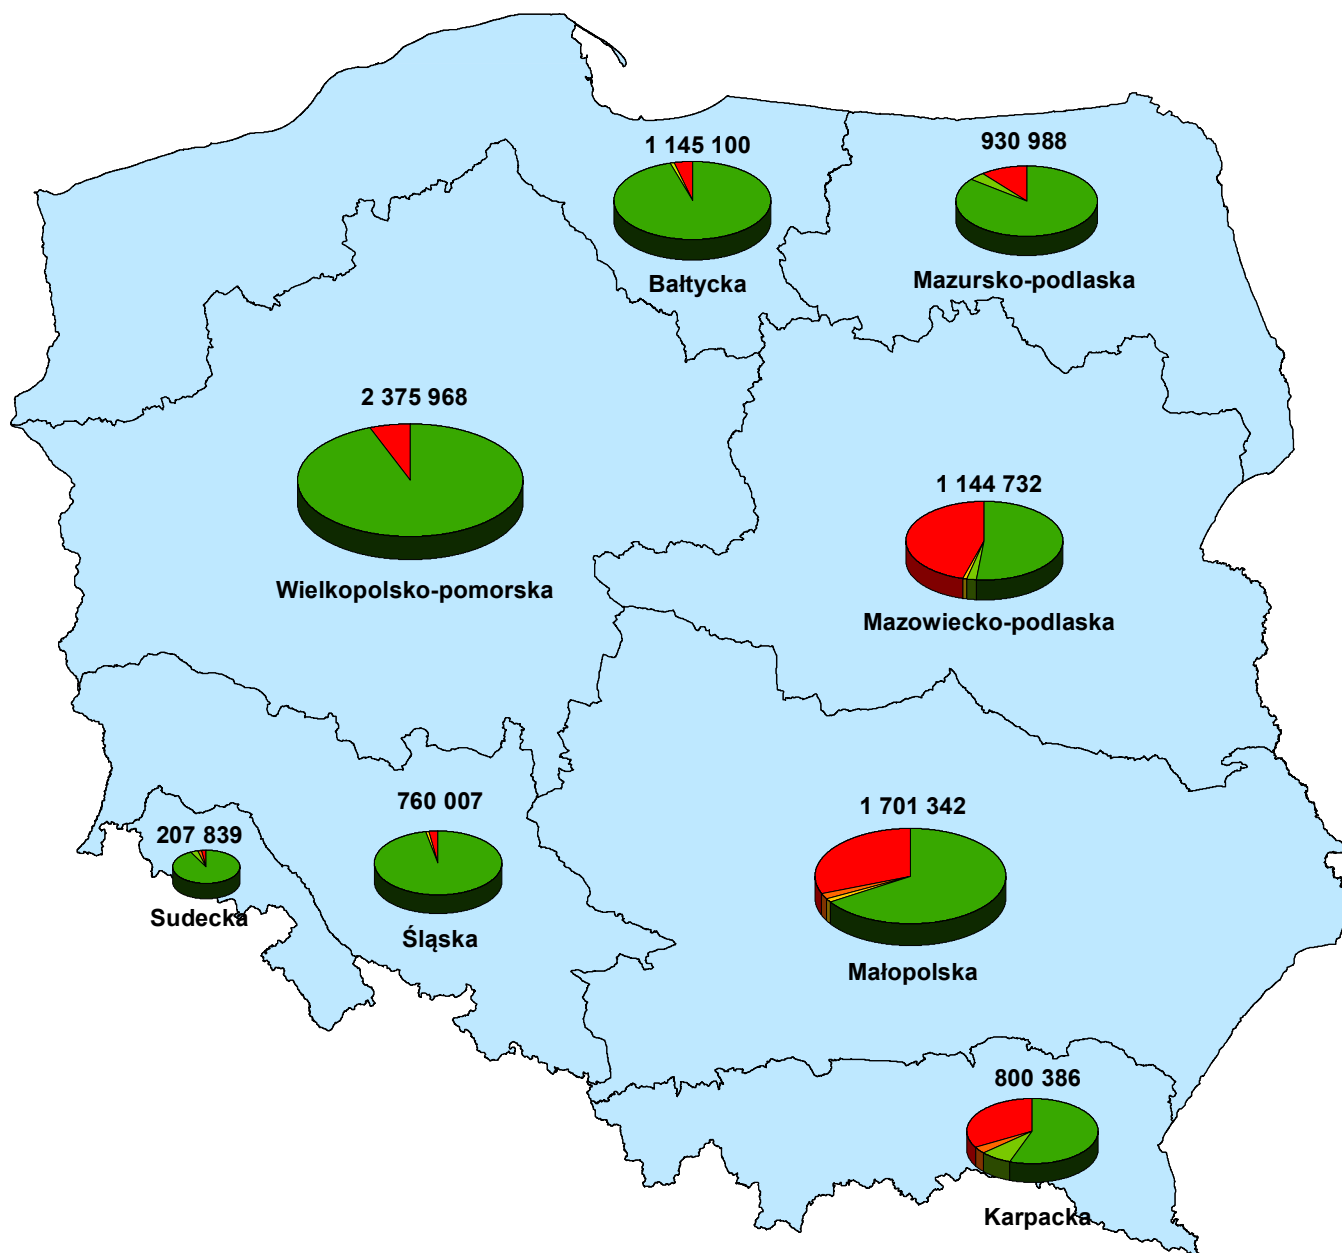 1 145 100
Bałtycka
930 988
Mazursko-podlaska
2 375 968
Wielkopolsko-pomorska
1 144 732
Mazowiecko-podlaska
207 839
Sudecka
760 007
Śląska
1 701 342
Małopolska
800 386
Karpacka